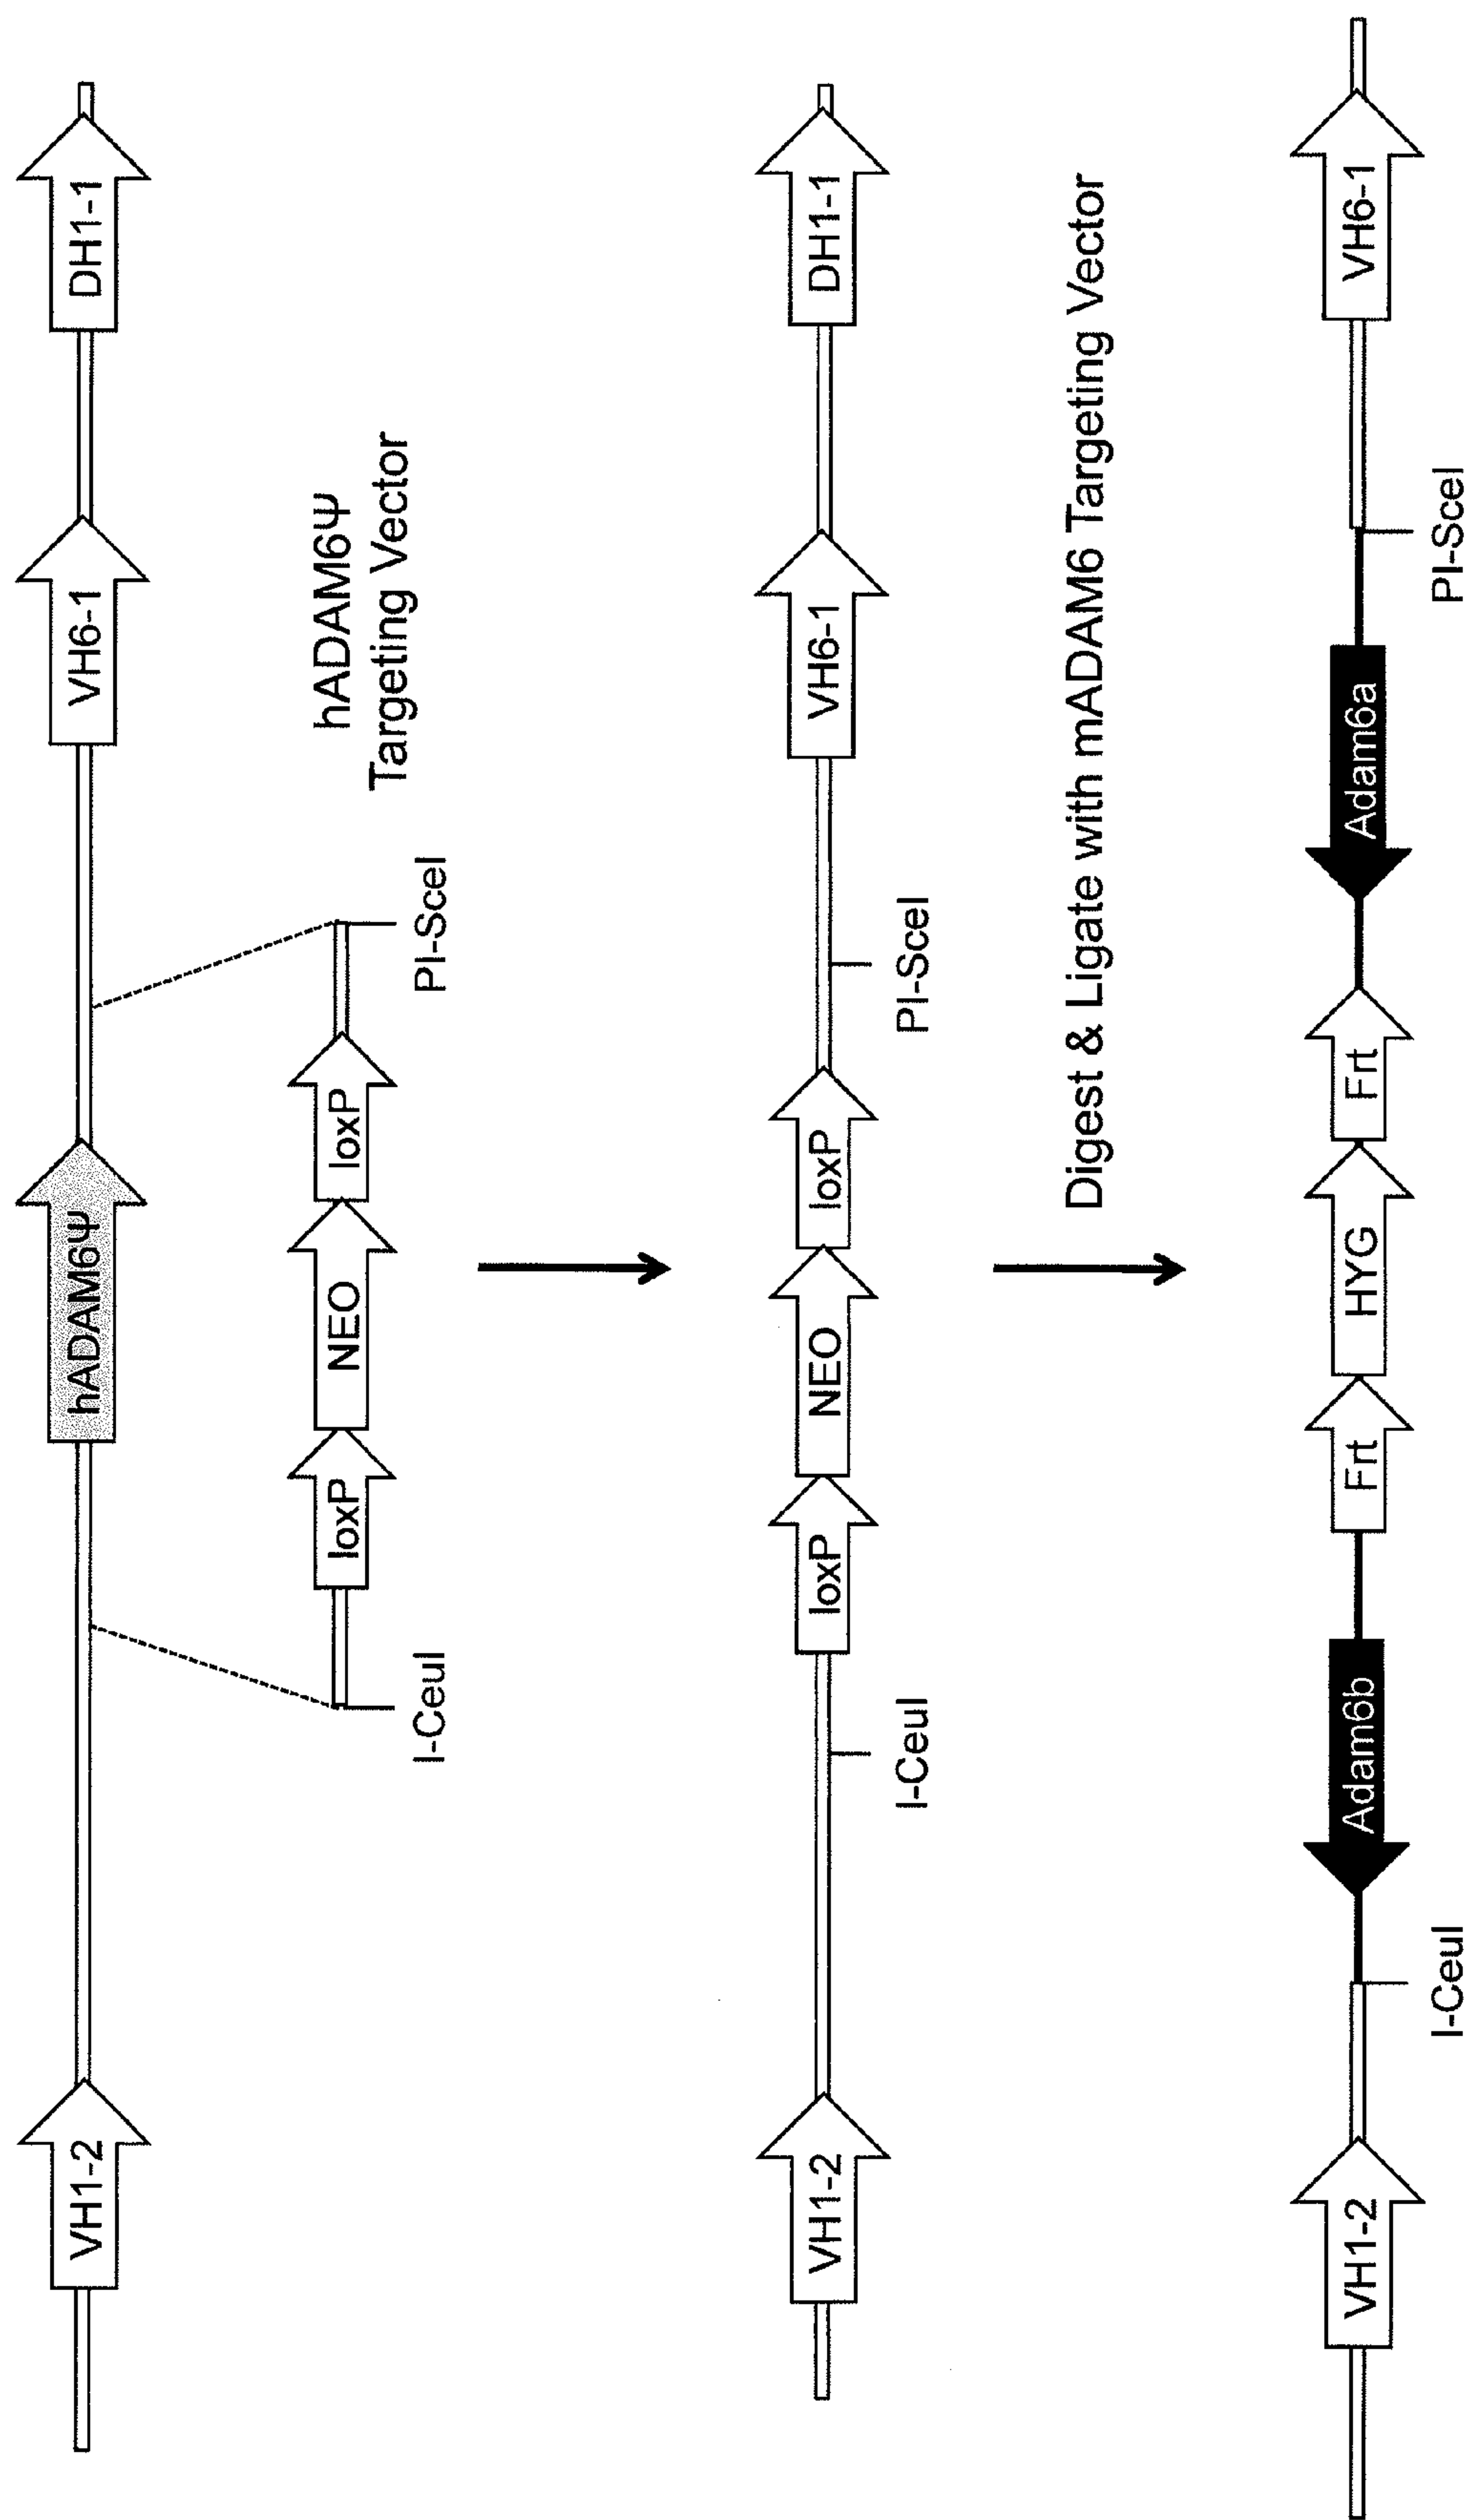 VH1-2
hADAM6Ψ
VH6-1
DH1-1
hADAM6Ψ
Targeting Vector
loxP
NEO
loxP
I-CeuI
PI-SceI
VH1-2
loxP
NEO
loxP
VH6-1
DH1-1
I-CeuI
PI-SceI
Digest & Ligate with mADAM6 Targeting Vector
VH1-2
Adam6b
Frt
HYG
Frt
Adam6a
VH6-1
I-CeuI
PI-SceI